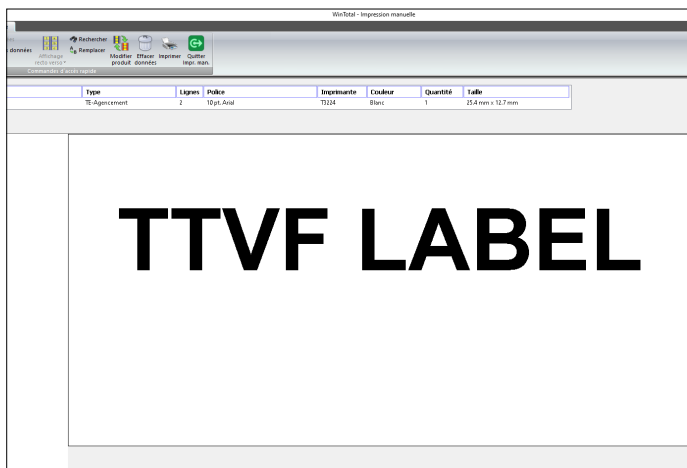 WinTotal - Impression manuelle
données
Affichage
recto verso
Rechercher
Remplacer
Modifier
produit
Effacer
données
Imprimer
Quitter
Impr. man.
Commandes d'accès rapide
Type Lignes Police Imprimante Couleur Quantité Taille
TE-Agencement 2 10 pt. Arial T3224 Blanc 1 25.4 mm x 12.7 mm
TTVF LABEL